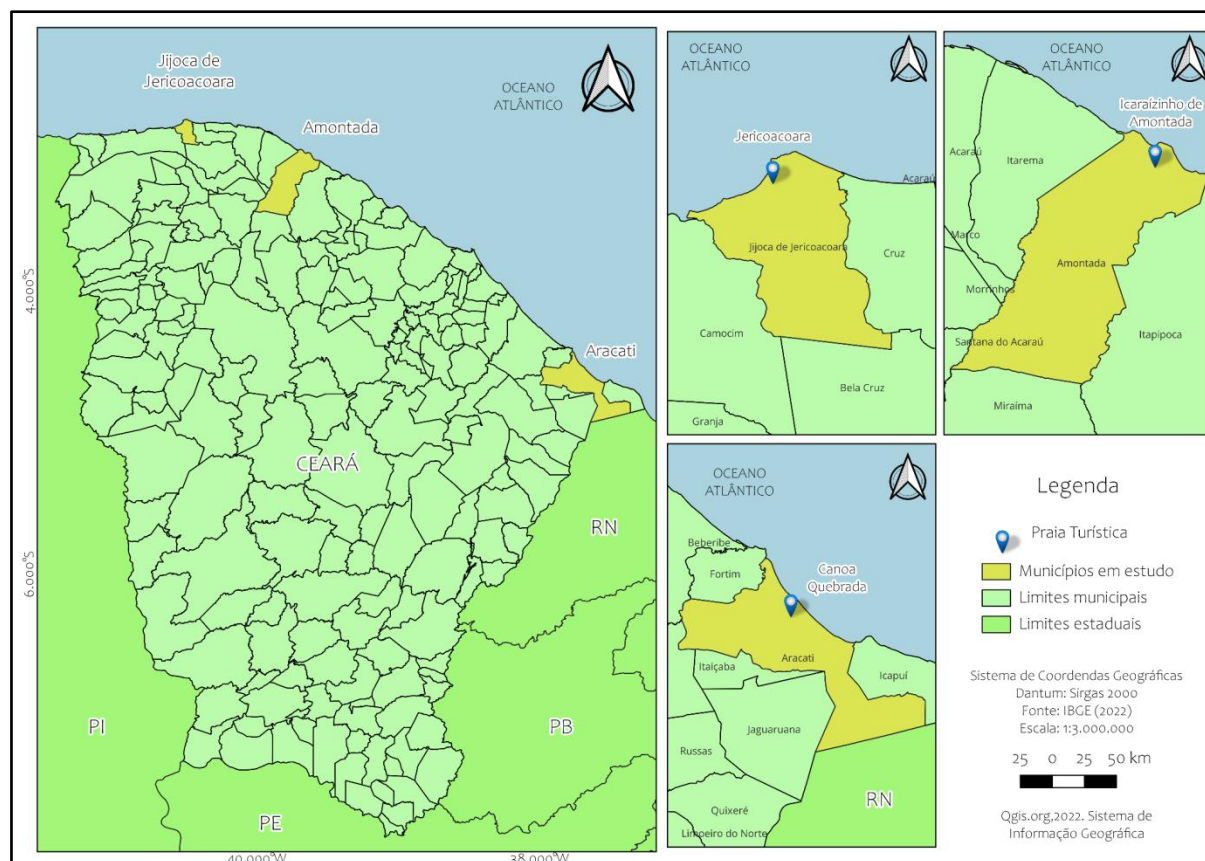 Jijoca de
Jericoacoara
OCEANO
ATLÂNTICO
Amontada
Aracati
CEARÁ
RN
PB
PI
PE
4.000°S
6.000°S
40.000°W
38.000°W
OCEANO
ATLÂNTICO
Jericoacoara
Acaraú
Jijoca de Jericoacoara
Cruz
Camocim
Bela Cruz
Granja
OCEANO
ATLÂNTICO
Icaraízinho de
Amontada
Acaraú
Itarema
Marco
Amontada
Morrinhos
Santana do Acaraú
Itapipoca
Miraíma
OCEANO
ATLÂNTICO
Beberibe
Fortim
Canoa
Quebrada
Aracati
Itaiçaba
Icapuí
Jaguaruana
Russas
Quixeré
Limoeiro do Norte
RN
Legenda
Praia Turística
Municípios em estudo
Limites municipais
Limites estaduais
Sistema de Coordendas Geográficas
Dantum: Sirgas 2000
Fonte: IBGE (2022)
Escala: 1:3.000.000
25 0 25 50 km
Qgis.org,2022. Sistema de
Informação Geográfica